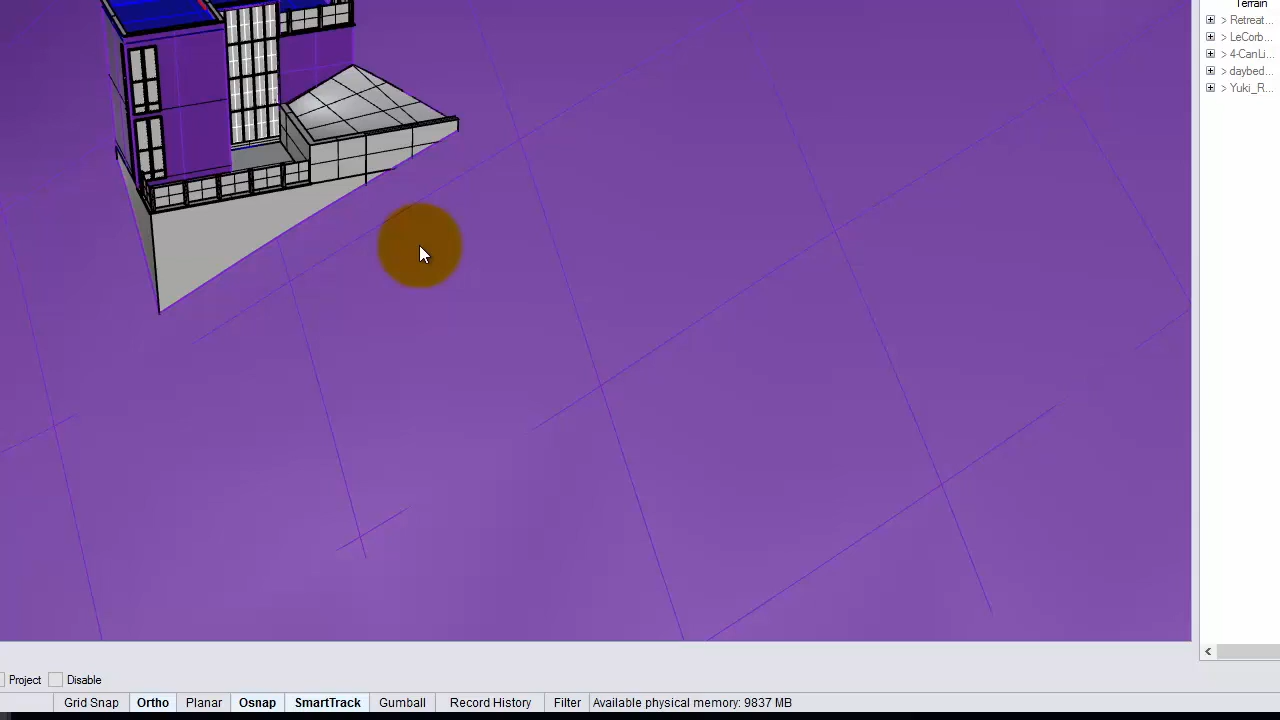 Terrain
> Retreat...
> LeCorb...
> 4-CanLi...
> daybed...
> Yuki_R...
Project Disable
Grid Snap Ortho Planar Osnap SmartTrack Gumball Record History Filter Available physical memory: 9837 MB